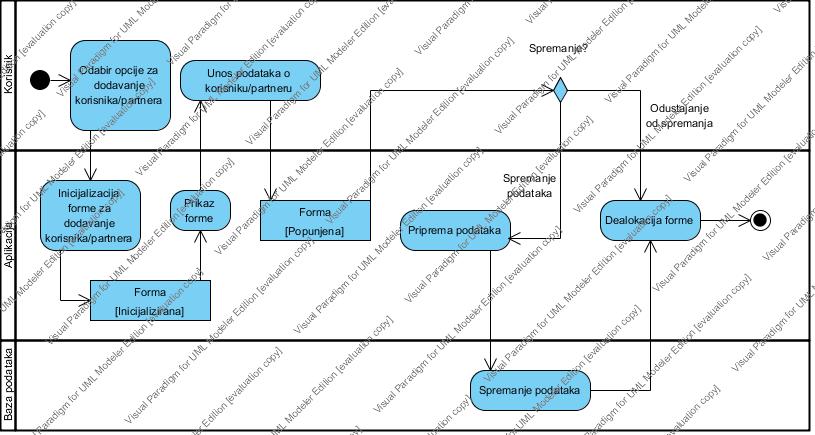 Korisnik
Odabir opcije za
dodavanje
korisnika/partnera
Unos podataka o
korisniku/partneru
Spremanje?
Odustajanje
od spremanja
Aplikacija
Inicijalizacija
forme za
dodavanje
korisnika/partnera
Prikaz
forme
Forma
[Popunjena]
Spremanje
podataka
Priprema podataka
Dealokacija forme
Forma
[Inicijalizirana]
Baza podataka
Spremanje podataka
Visual Paradigm for UML Modeler Edition [evaluation copy]